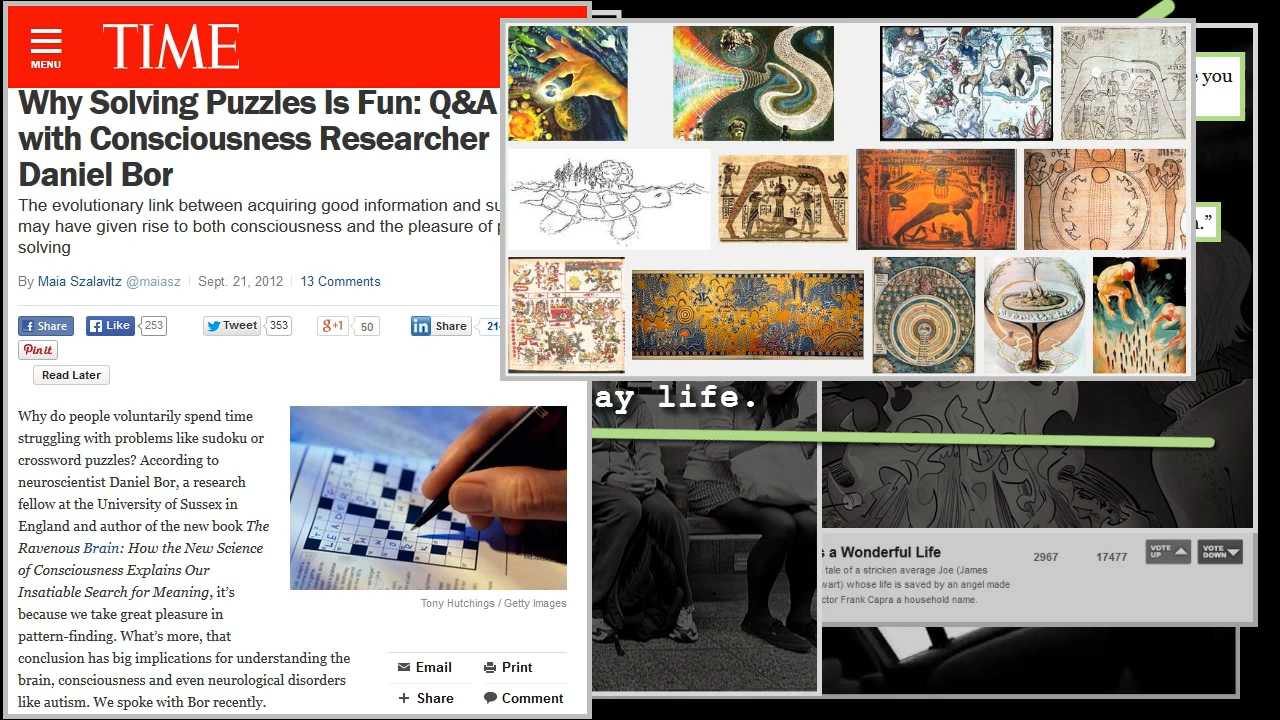 MENU
TIME
Why Solving Puzzles Is Fun: Q&A
with Consciousness Researcher
Daniel Bor
The evolutionary link between acquiring good information and su
may have given rise to both consciousness and the pleasure of p
solving
By Maia Szalavitz @maiasz | Sept. 21, 2012 | 13 Comments
Share Like 253 Tweet 353 g+1 50 in Share 21
Pin it
Read Later
Why do people voluntarily spend time
struggling with problems like sudoku or
crossword puzzles? According to
neuroscientist Daniel Bor, a research
fellow at the University of Sussex in
England and author of the new book The
Ravenous Brain: How the New Science
of Consciousness Explains Our
Insatiable Search for Meaning, it’s
because we take great pleasure in
pattern-finding. What’s more, that
conclusion has big implications for understanding the
brain, consciousness and even neurological disorders
like autism. We spoke with Bor recently.
Tony Hutchings / Getty Images
Email Print
+ Share Comment
you
.”
ay life.
s a Wonderful Life 2967 17477 VOTE UP VOTE DOWN
tale of a stricken average Joe (James
wart) whose life is saved by an angel made
ctor Frank Capra a household name.